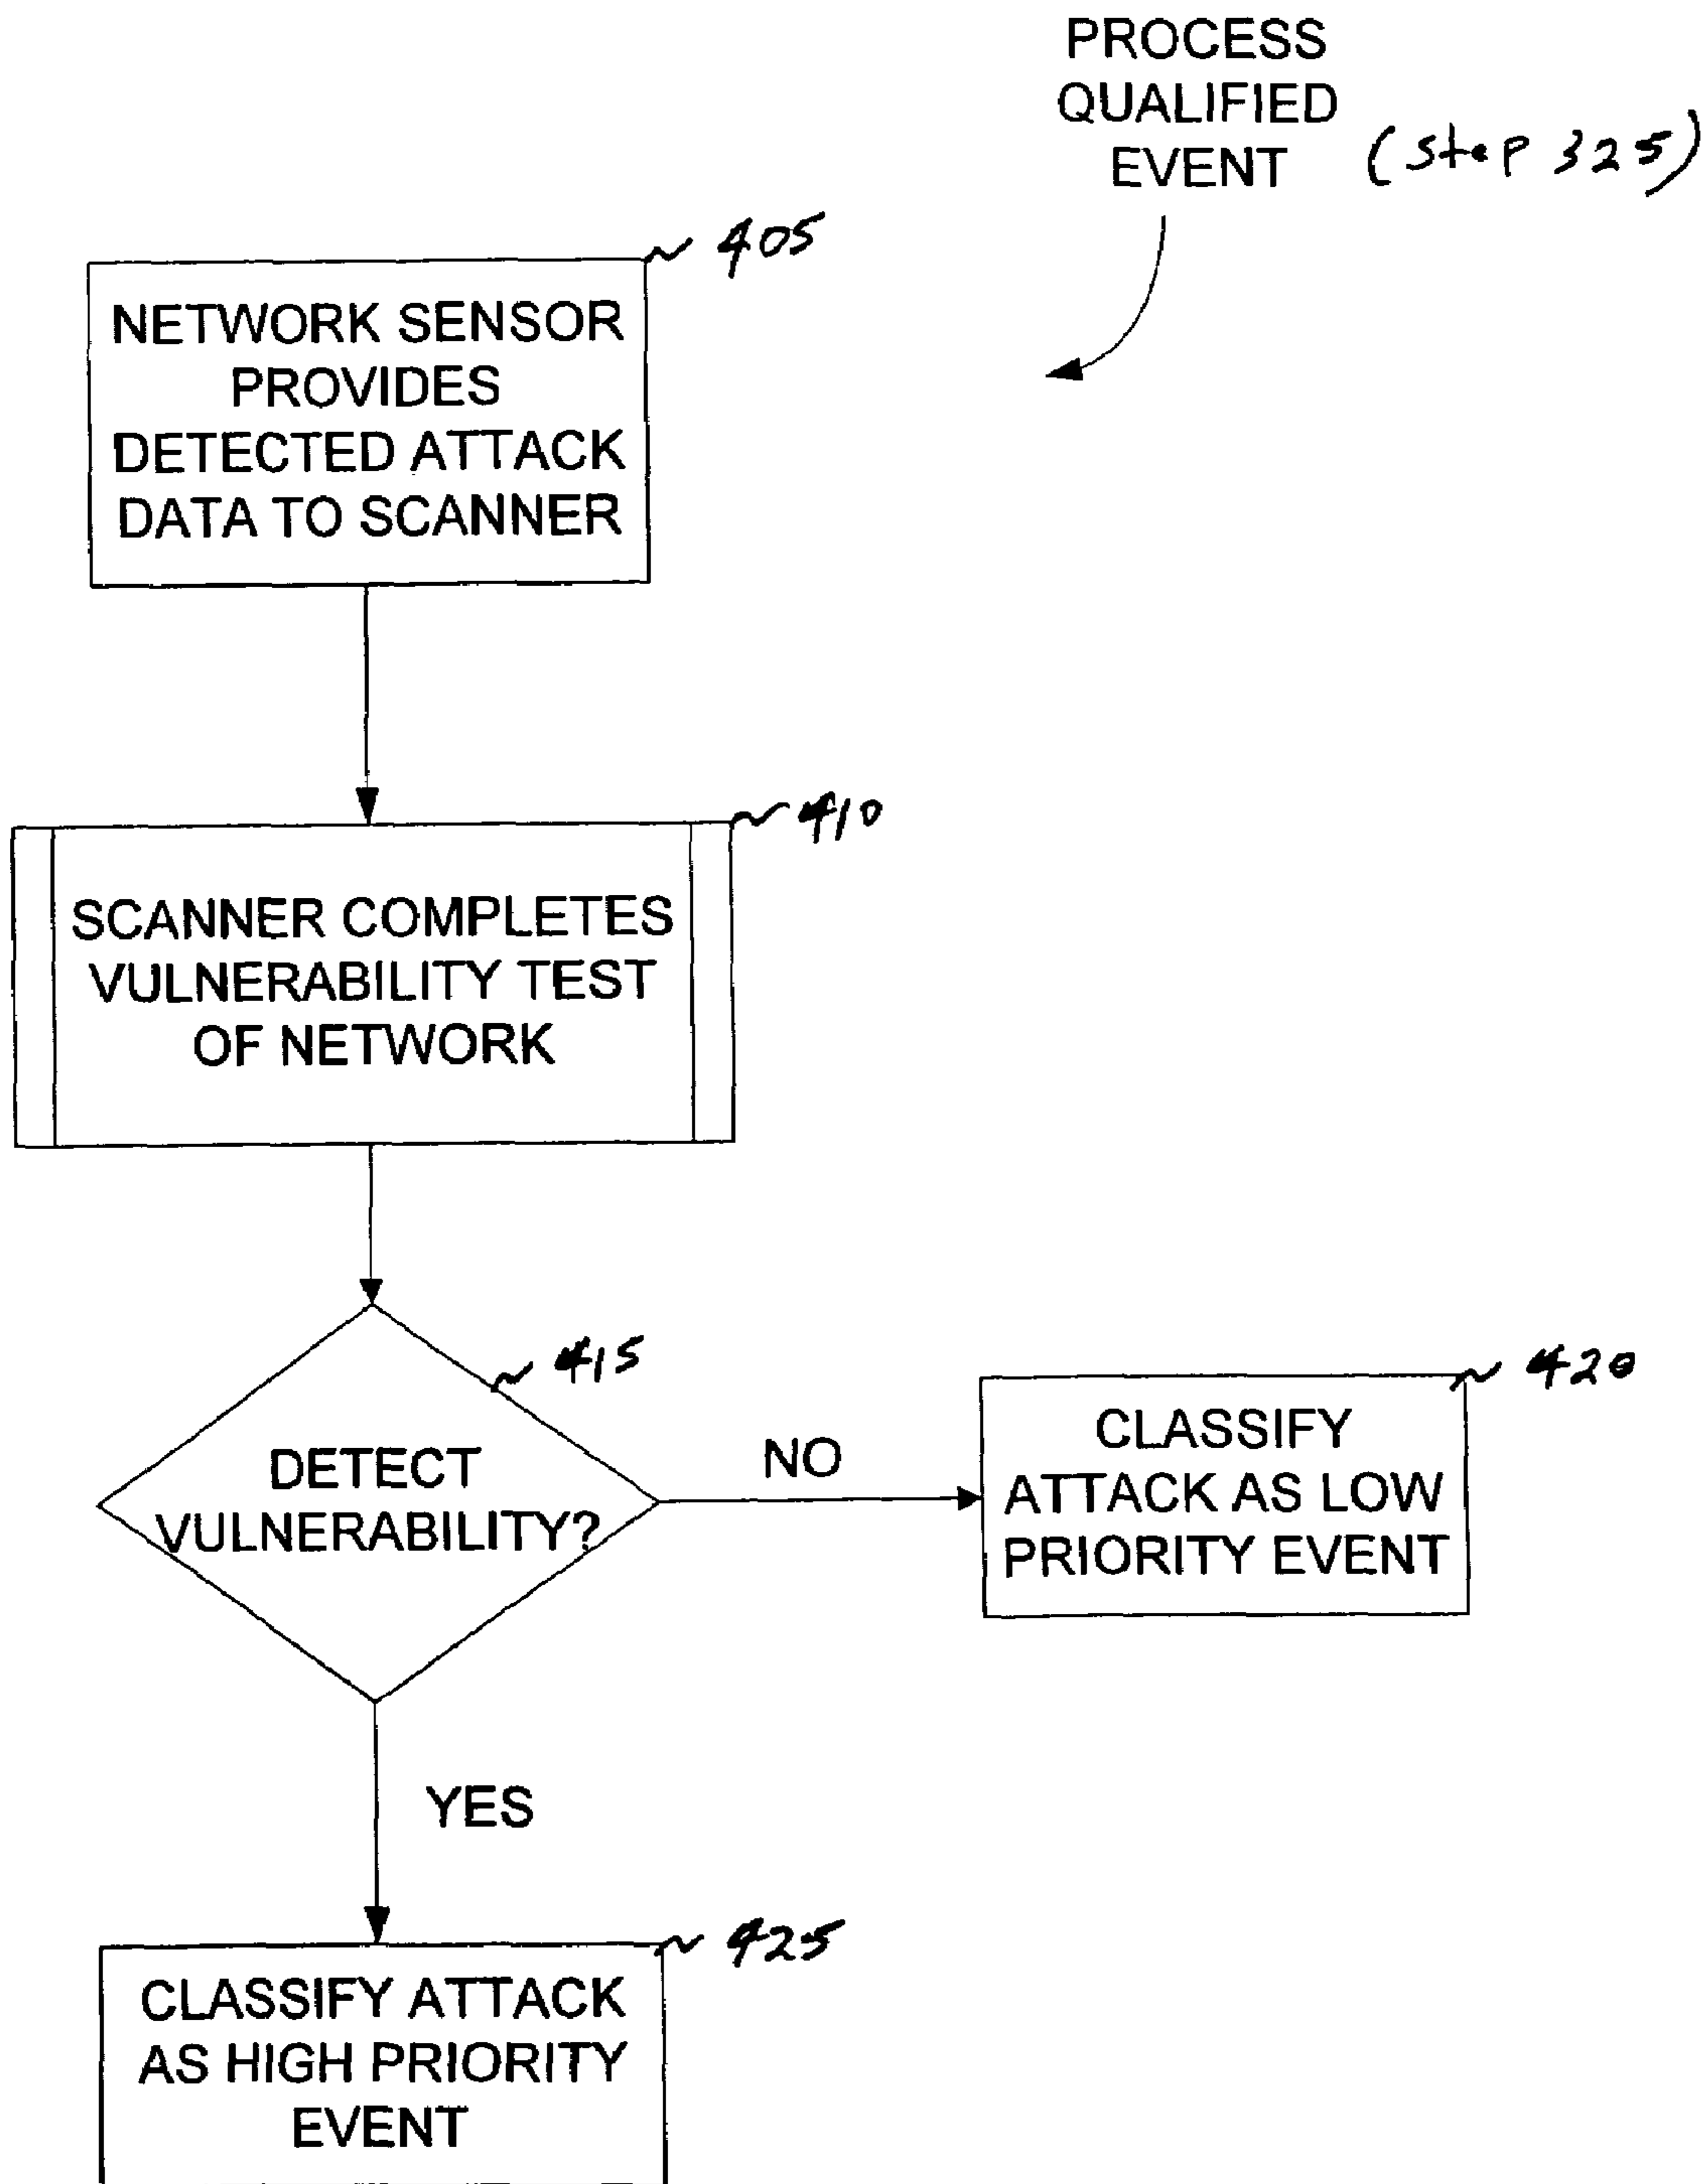 PROCESS
QUALIFIED
EVENT (Step 325)
405
NETWORK SENSOR
PROVIDES
DETECTED ATTACK
DATA TO SCANNER
410
SCANNER COMPLETES
VULNERABILITY TEST
OF NETWORK
415
DETECT
VULNERABILITY?
NO
420
CLASSIFY
ATTACK AS LOW
PRIORITY EVENT
YES
425
CLASSIFY ATTACK
AS HIGH PRIORITY
EVENT